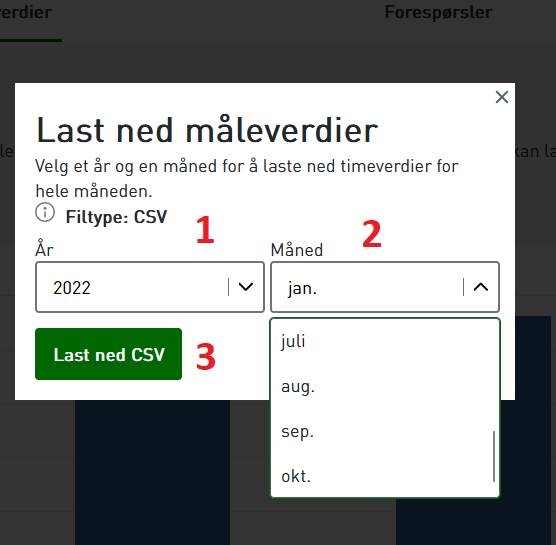 erdier
Forespørsler
Last ned måleverdier
Velg et år og en måned for å laste ned timeverdier for
hele måneden.
Filtype: CSV
1
2
År
Måned
2022
jan.
Last ned CSV
3
juli
aug.
sep.
okt.
le
kan la